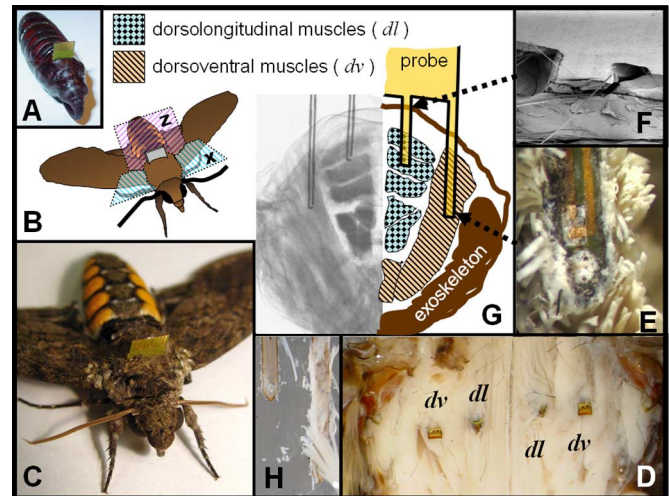 dorsolongitudinal muscles ( dl )
dorsoventral muscles ( dv )
probe
A
B
z
x
F
E
G
exoskeleton
C
H
dv
dl
dl
dv
D